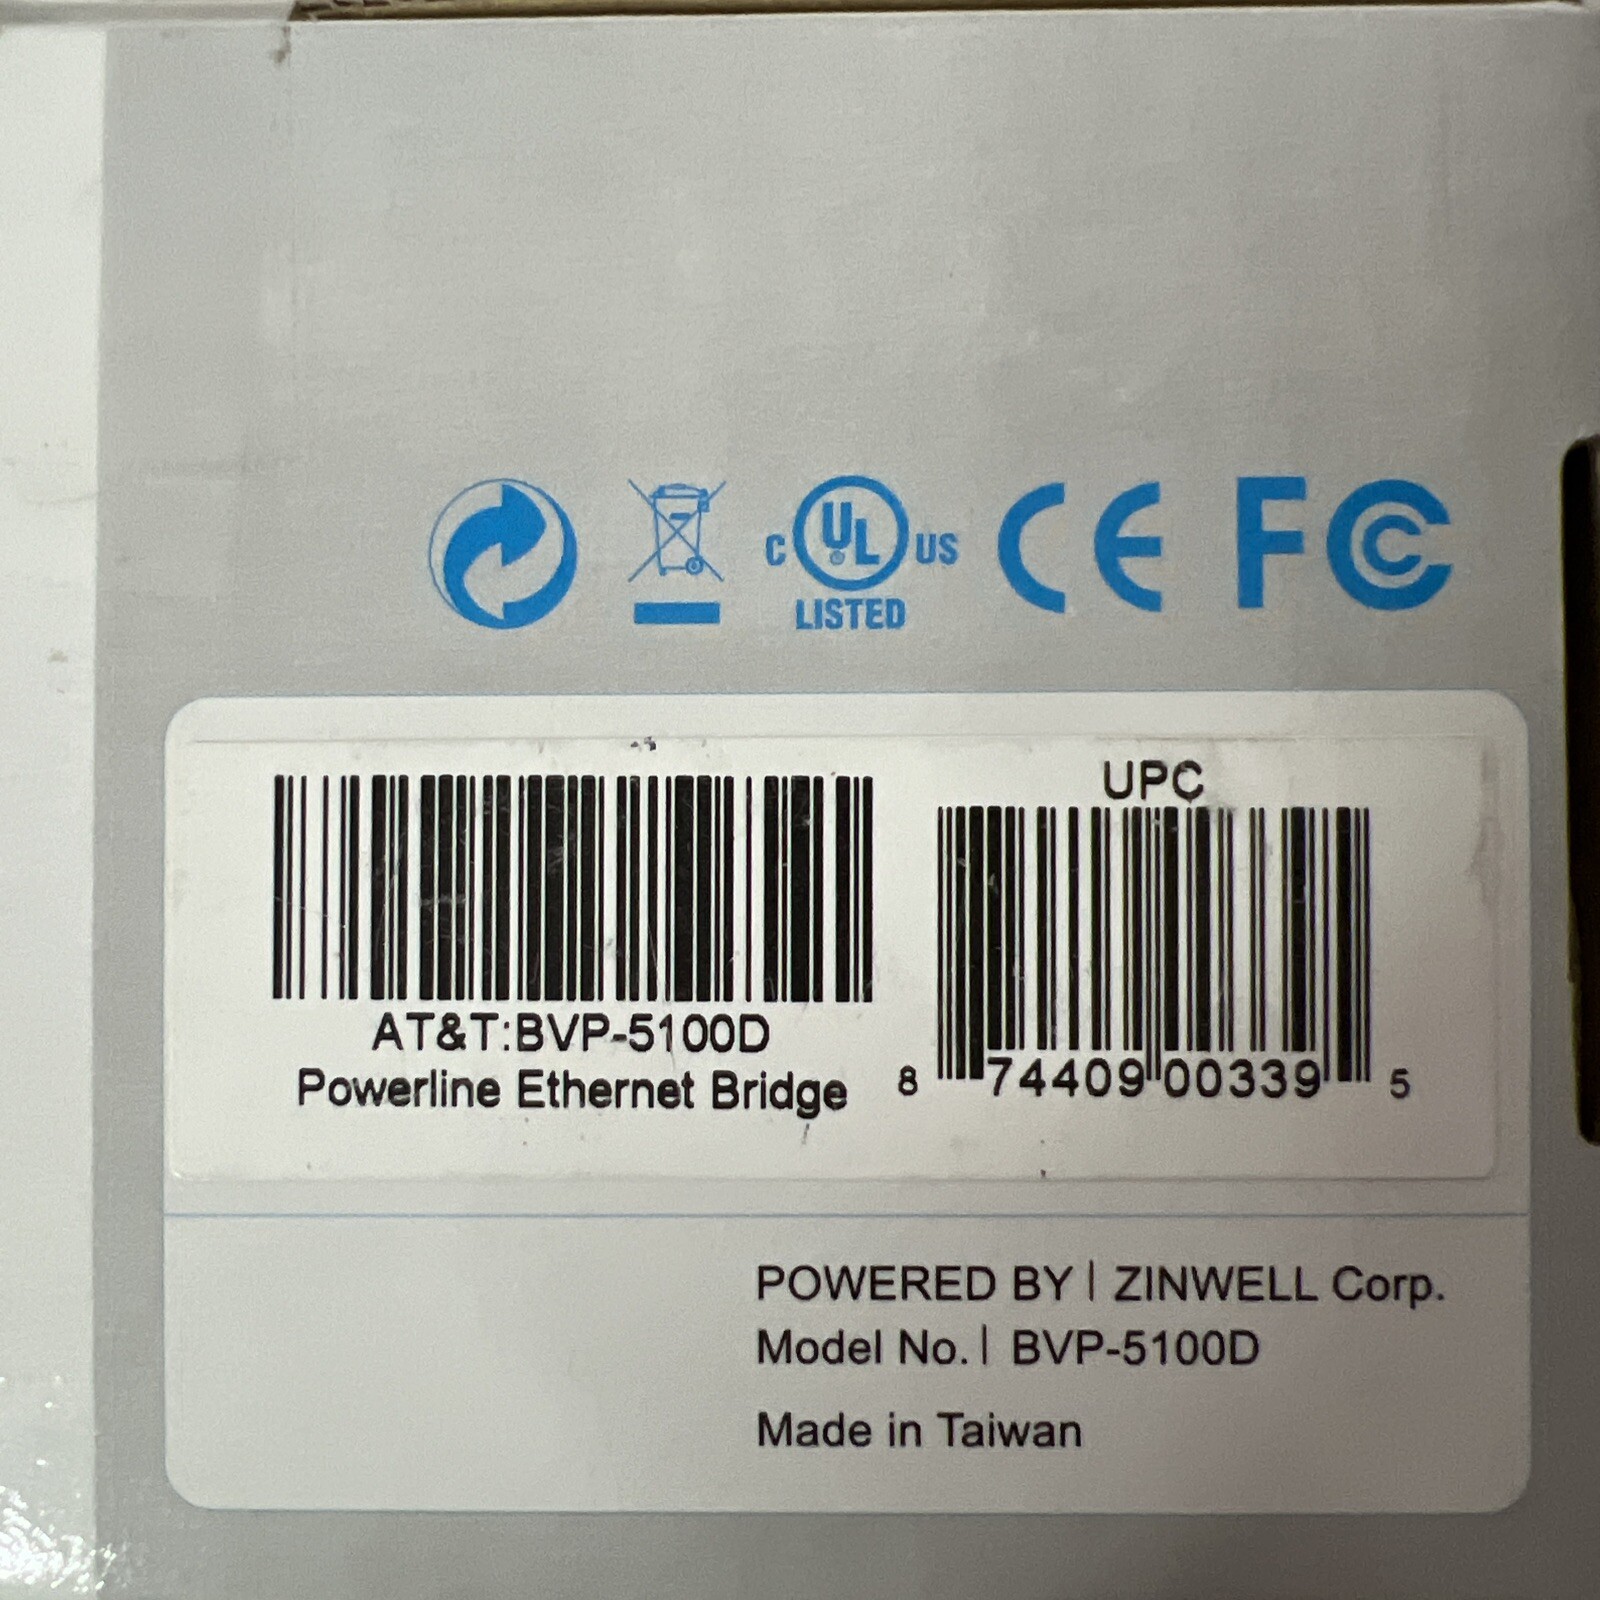 C UL US
LISTED
CE
FC
UPC
AT&T:BVP-5100D
Powerline Ethernet Bridge
8 74409 00339 5
POWERED BY | ZINWELL Corp.
Model No. | BVP-5100D
Made in Taiwan